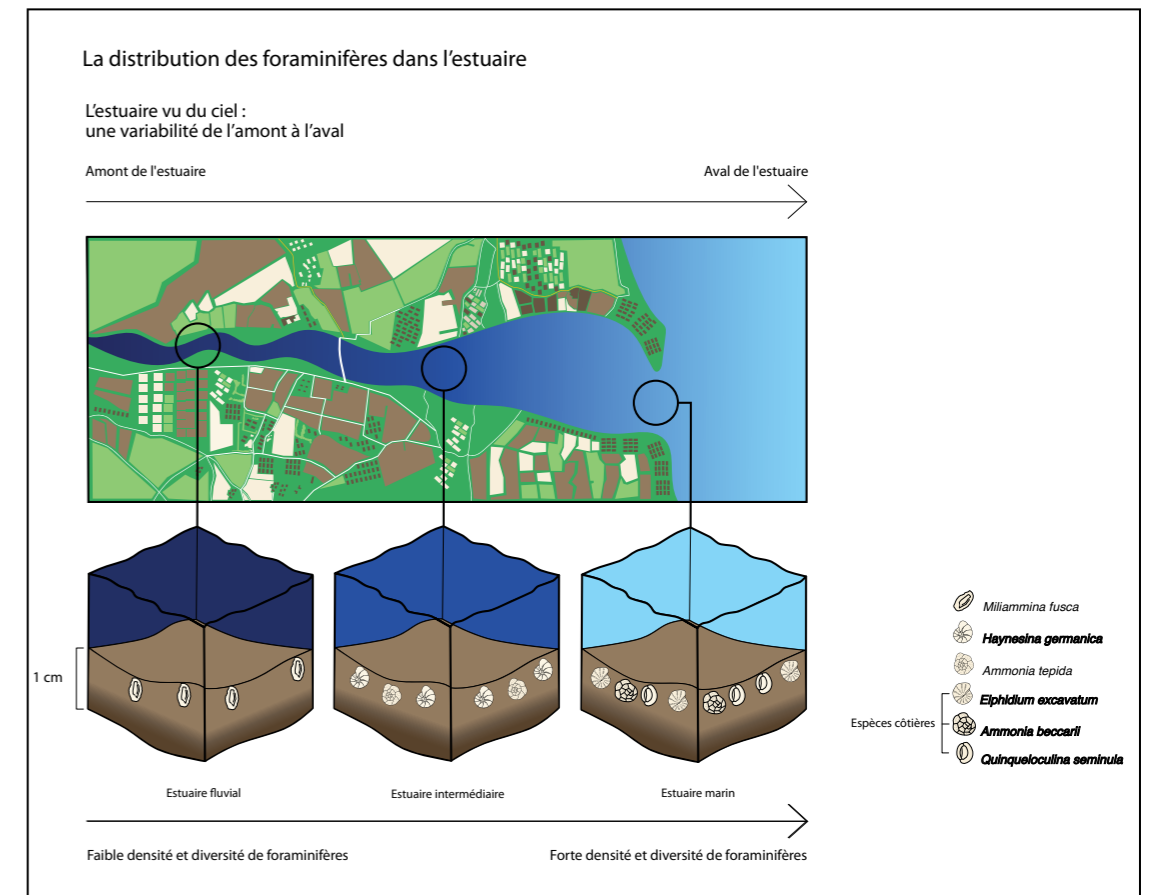 La distribution des foraminifères dans l'estuaire
L'estuaire vu du ciel :
une variabilité de l'amont à l'aval
Amont de l'estuaire
Aval de l'estuaire
1 cm
Miliammina fusca
Haynesina germanica
Ammonia tepida
Elphidium excavatum
Espèces côtières
Ammonia beccarii
Quinqueloculina seminula
Estuaire fluvial
Estuaire intermédiaire
Estuaire marin
Faible densité et diversité de foraminifères
Forte densité et diversité de foraminifères